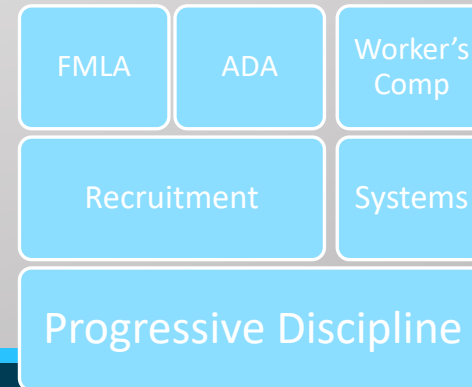 FMLA
ADA
Worker's
Comp
Recruitment
Systems
Progressive Discipline